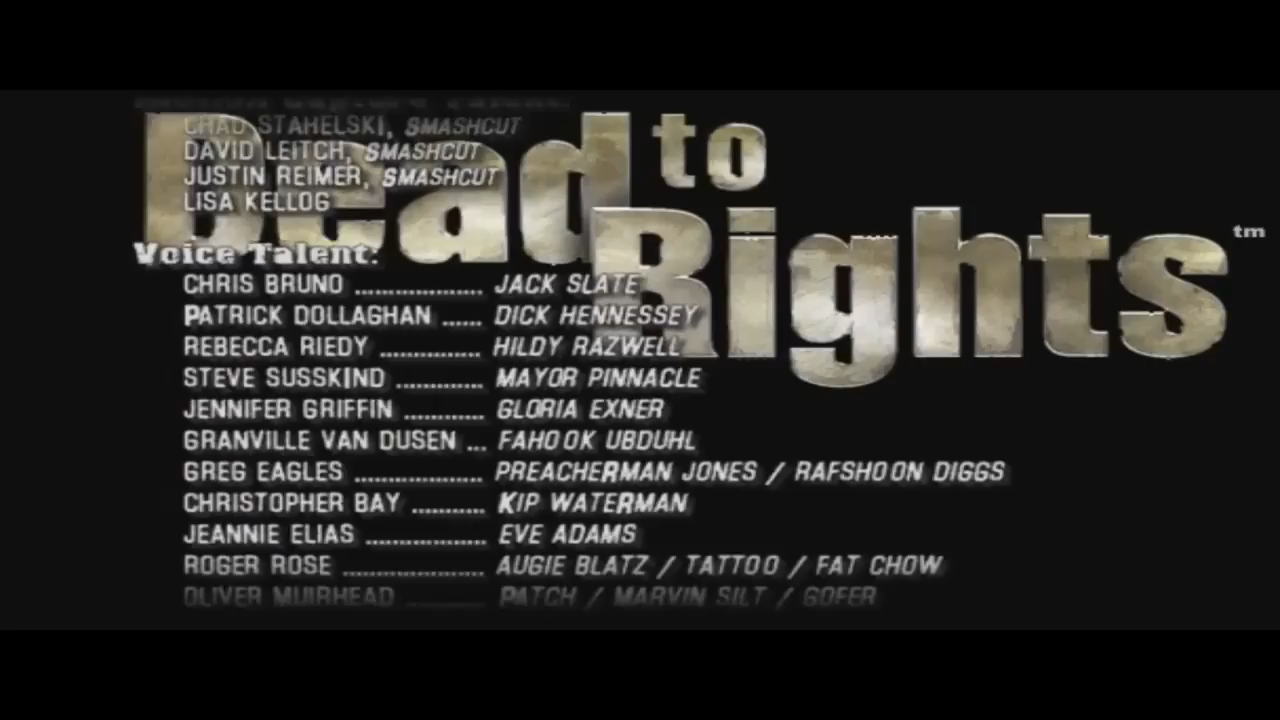 Dead to Rights tm
CHAD STAHELSKI, SMASHCUT
DAVID LEITCH, SMASHCUT
JUSTIN REIMER, SMASHCUT
LISA KELLOG
Voice Talent:
CHRIS BRUNO .................. JACK SLATE
PATRICK DOLLAGHAN ...... DICK HENNESSEY
REBECCA RIEDY .............. HILDY RAZWELL
STEVE SUSSKIND ............ MAYOR PINNACLE
JENNIFER GRIFFIN ........... GLORIA EXNER
GRANVILLE VAN DUSEN ... FAHOOK UBDUHL
GREG EAGLES .................. PREACHERMAN JONES / RAFSHOON DIGGS
CHRISTOPHER BAY .......... KIP WATERMAN
JEANNIE ELIAS ................. EVE ADAMS
ROGER ROSE .................... AUGIE BLATZ / TATTOO / FAT CHOW
OLIVER MUIRHEAD ........... PATCH / MARVIN SILT / GOFER